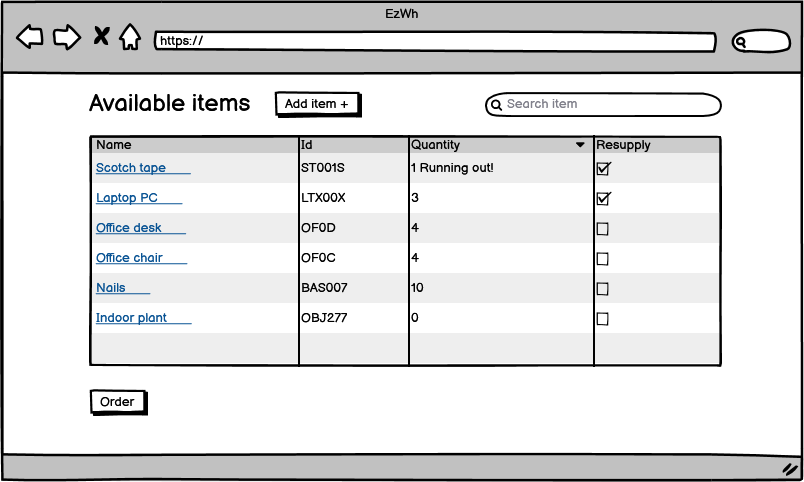 EzWh
https://
Available items
Add item +
Search item
Name Id Quantity Resupply
Scotch tape ST001S 1 Running out!
Laptop PC LTX00X 3
Office desk OF0D 4
Office chair OF0C 4
Nails BAS007 10
Indoor plant OBJ277 0
Order